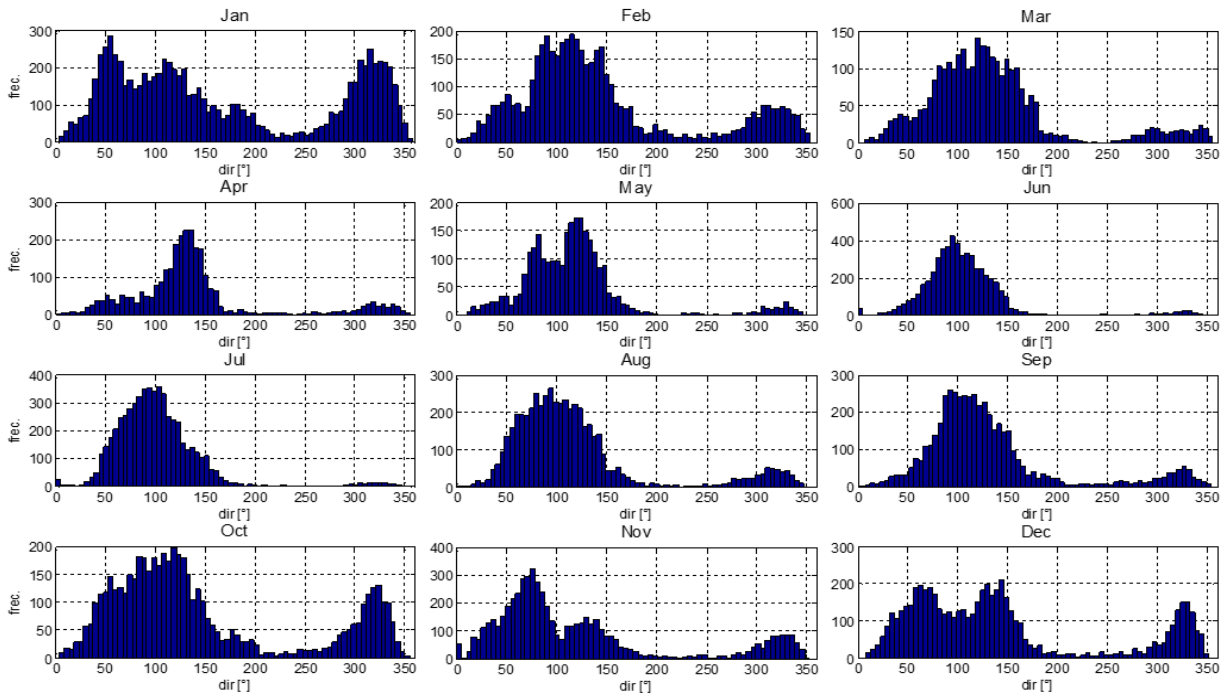 Jan Feb Mar
300 200 150
200 150 100
100 100 50
0 50 0
0
frec.
0 50 100 150 200 250 300 350 0 50 100 150 200 250 300 350 0 50 100 150 200 250 300 350
dir [°] dir [°] dir [°]
Apr May Jun
300 200 600
200 150 400
100 100 200
0 50 0
0
frec.
0 50 100 150 200 250 300 350 0 50 100 150 200 250 300 350 0 50 100 150 200 250 300 350
dir [°] dir [°] dir [°]
Jul Aug Sep
400 300 300
300 200 200
200 100 100
100 0 0
0
frec.
0 50 100 150 200 250 300 350 0 50 100 150 200 250 300 350 0 50 100 150 200 250 300 350
dir [°] dir [°] dir [°]
Oct Nov Dec
200 400 300
150 300 200
100 200 100
50 100 0
0 0
frec.
0 50 100 150 200 250 300 350 0 50 100 150 200 250 300 350 0 50 100 150 200 250 300 350
dir [°] dir [°] dir [°]